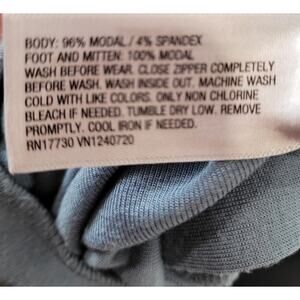 BODY: 96% MODAL / 4% SPANDEX
FOOT AND MITTEN: 100% MODAL
WASH BEFORE WEAR. CLOSE ZIPPER COMPLETELY
BEFORE WASH. WASH INSIDE OUT. MACHINE WASH
COLD WITH LIKE COLORS. ONLY NON CHLORINE
BLEACH IF NEEDED. TUMBLE DRY LOW. REMOVE
PROMPTLY. COOL IRON IF NEEDED.
RN17730 VN1240720